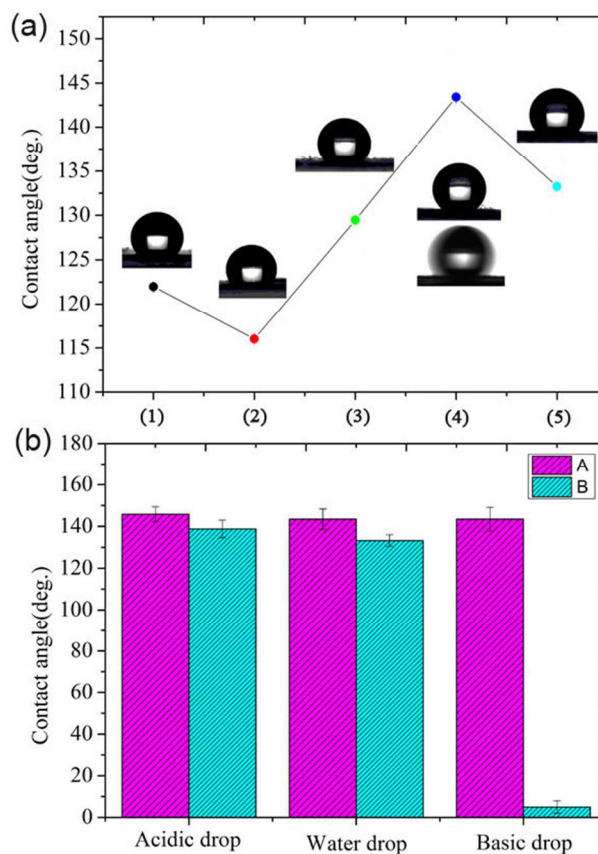 (a)
150
145
140
135
130
125
120
115
110
Contact angle(deg.)
(1) (2) (3) (4) (5)
(b)
180
160
140
120
100
80
60
40
20
0
Contact angle(deg.)
A
B
Acidic drop Water drop Basic drop